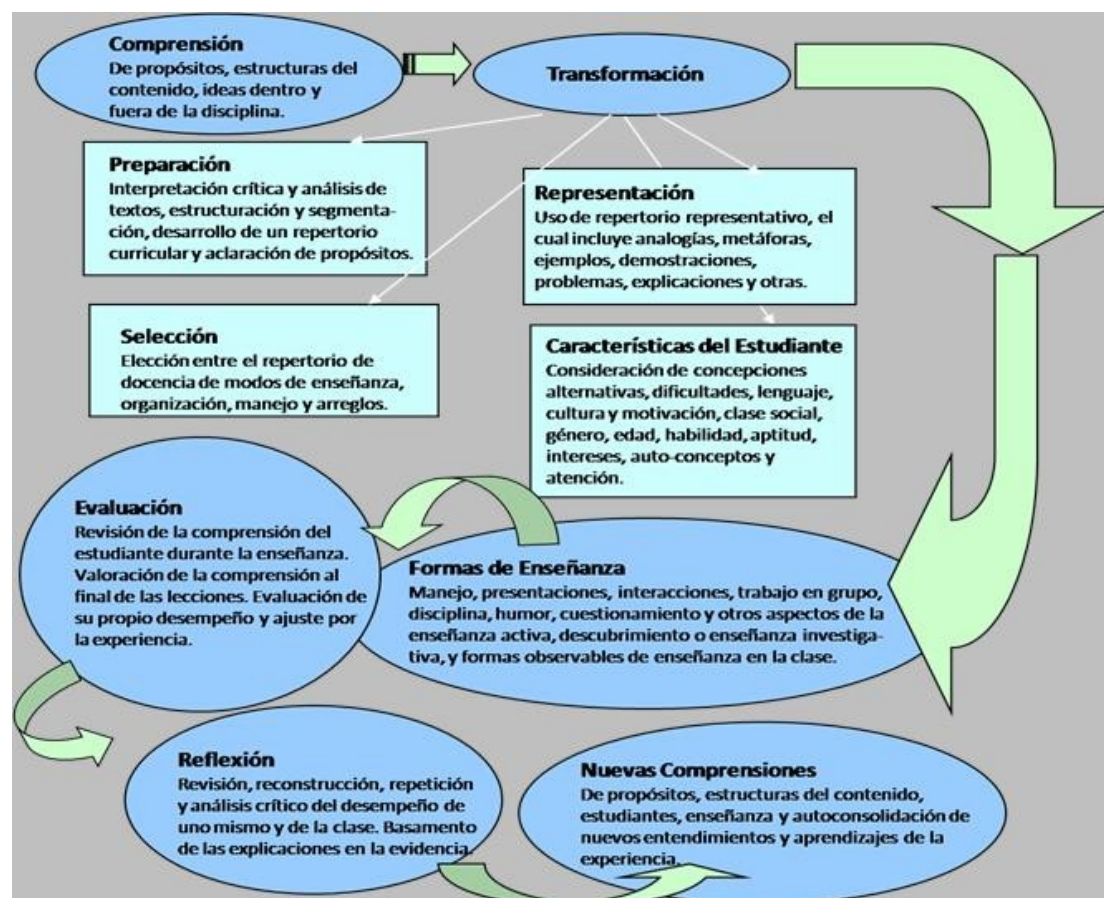 Comprensión
De propósitos, estructuras del
contenido, ideas dentro y
fuera de la disciplina.
Transformación
Preparación
Interpretación crítica y análisis de
textos, estructuración y segmenta-
ción, desarrollo de un repertorio
curricular y aclaración de propósitos.
Representación
Uso de repertorio representativo, el
cual incluye analogías, metáforas,
ejemplos, demostraciones,
problemas, explicaciones y otras.
Selección
Elección entre el repertorio de
docencia de modos de enseñanza,
organización, manejo y arreglos.
Características del Estudiante
Consideración de concepciones
alternativas, dificultades, lenguaje,
cultura y motivación, clase social,
género, edad, habilidad, aptitud,
intereses, auto-conceptos y
atención.
Evaluación
Revisión de la comprensión del
estudiante durante la enseñanza.
Valoración de la comprensión al
final de las lecciones. Evaluación de
su propio desempeño y ajuste por
la experiencia.
Formas de Enseñanza
Manejo, presentaciones, interacciones, trabajo en grupo,
disciplina, humor, cuestionamiento y otros aspectos de la
enseñanza activa, descubrimiento o enseñanza investiga-
tiva, y formas observables de enseñanza en la clase.
Reflexión
Revisión, reconstrucción, repetición
y análisis crítico del desempeño de
uno mismo y de la clase. Basamento
de las explicaciones en la evidencia.
Nuevas Comprensiones
De propósitos, estructuras del contenido,
estudiantes, enseñanza y autoconsolidación de
nuevos entendimientos y aprendizajes de la
experiencia.